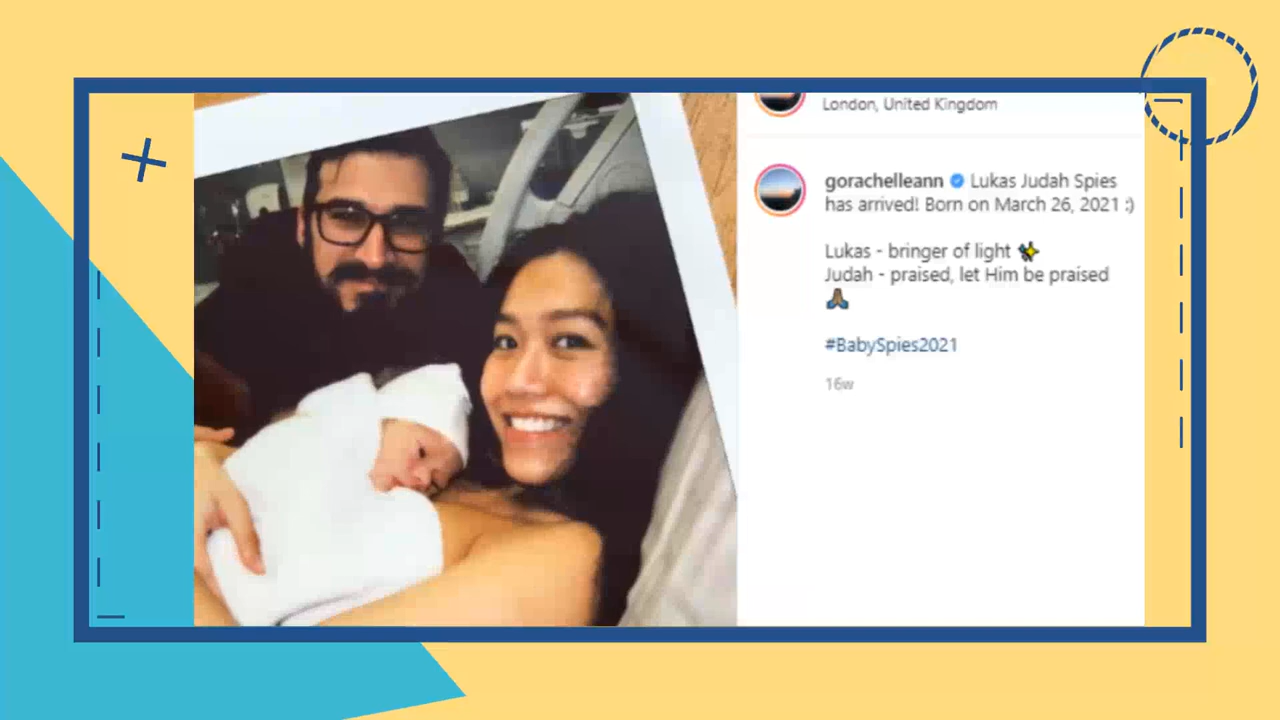 London, United Kingdom
gorachelleann Lukas Judah Spies
has arrived! Born on March 26, 2021 :)
Lukas - bringer of light ✨
Judah - praised, let Him be praised
🙏🏽
#BabySpies2021
16w